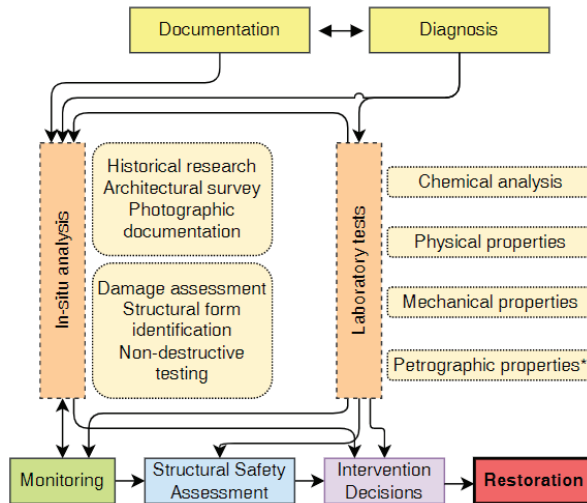 Documentation
Diagnosis
In-situ analysis
Historical research
Architectural survey
Photographic
documentation
Damage assessment
Structural form
identification
Non-destructive
testing
Laboratory tests
Chemical analysis
Physical properties
Mechanical properties
Petrographic properties*
Monitoring
Structural Safety
Assessment
Intervention
Decisions
Restoration